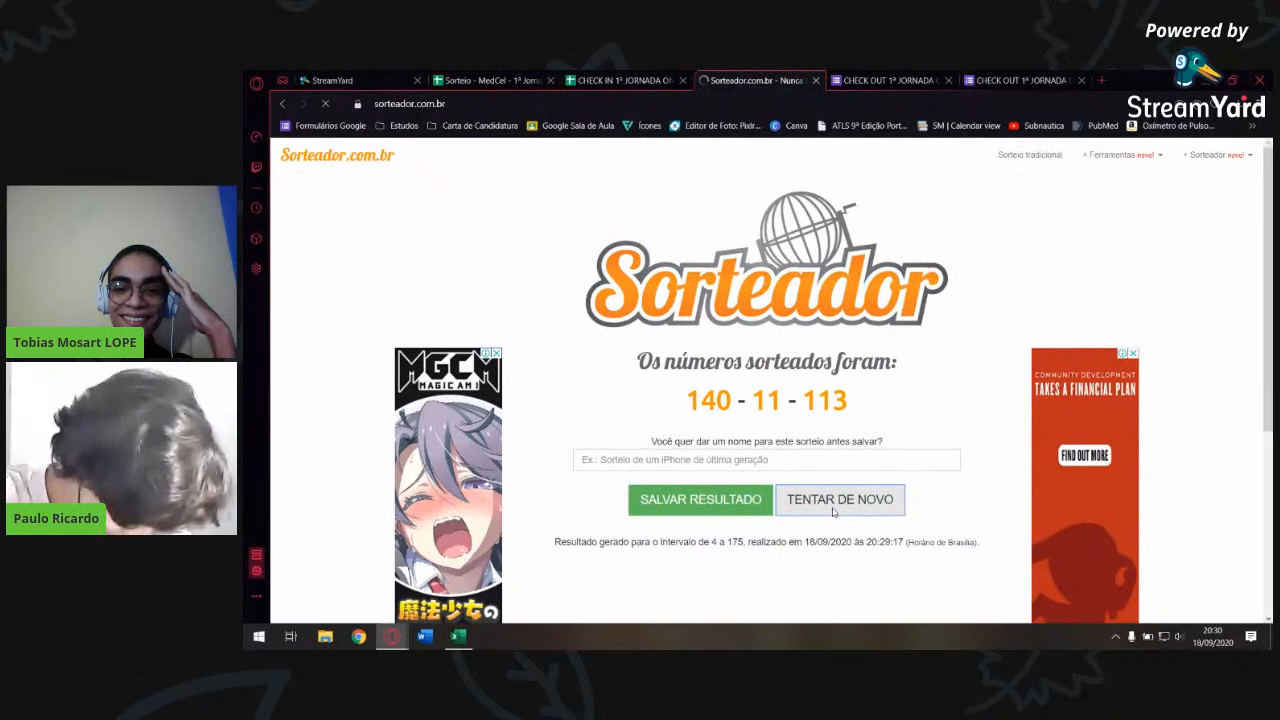 Powered by
StreamYard
StreamYard
Sorteio - MedCel - 1ª Jorna
CHECK IN 1ª JORNADA ON
Sorteador.com.br - Nunca
CHECK OUT 1ª JORNADA
CHECK OUT 1ª JORNADA
sorteador.com.br
Formulários Google
Estudos
Carta de Candidatura
Google Sala de Aula
Ícones
Editor de Foto: Pixlr...
Canva
ATLS 9ª Edição Port...
5M | Calendar view
Subnautica
PubMed
Oxímetro de Pulso...
Sorteador.com.br
Sorteio tradicional
+ Ferramentas novo!
+ Sorteador novo!
Sorteador
Os números sorteados foram:
140 - 11 - 113
Você quer dar um nome para este sorteio antes salvar?
Ex.: Sorteio de um iPhone de última geração
SALVAR RESULTADO
TENTAR DE NOVO
Resultado gerado para o intervalo de 4 a 175, realizado em 18/09/2020 às 20:29:17 (Horário de Brasília).
MGCM
MAGICAMI
魔法少女の
COMMUNITY DEVELOPMENT
TAKES A FINANCIAL PLAN
FIND OUT MORE
Tobias Mosart LOPE
Paulo Ricardo
20:30
18/09/2020